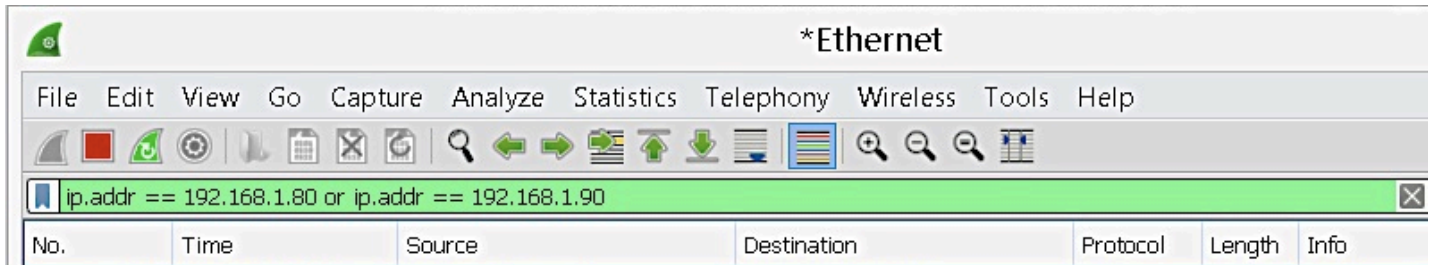 *Ethernet
File Edit View Go Capture Analyze Statistics Telephony Wireless Tools Help
ip.addr == 192.168.1.80 or ip.addr == 192.168.1.90
No. Time Source Destination Protocol Length Info